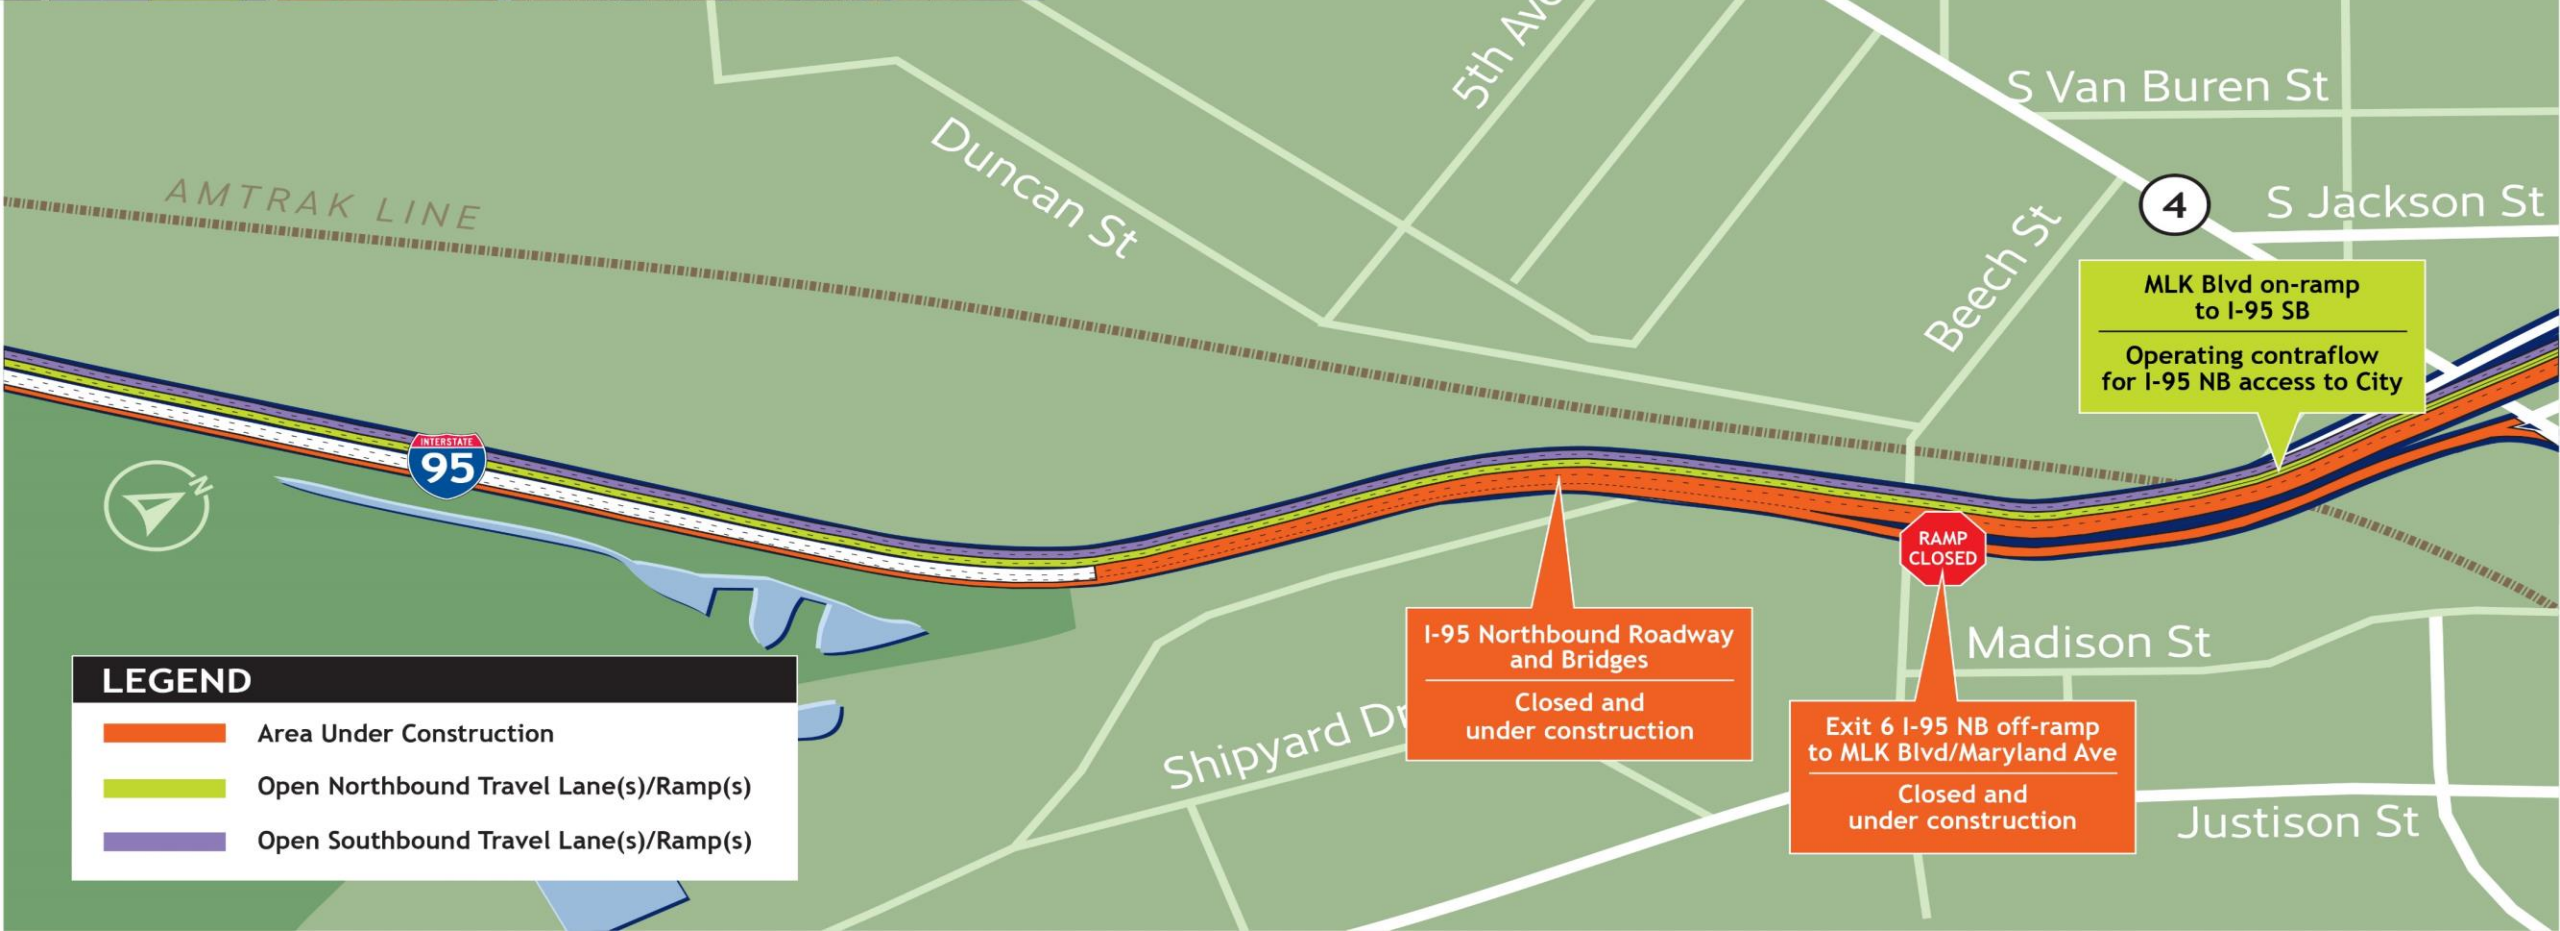 5th Ave
S Van Buren St
Duncan St
AMTRAK LINE
4
S Jackson St
Beech St
MLK Blvd on-ramp
to I-95 SB
Operating contraflow
for I-95 NB access to City
INTERSTATE
95
N
RAMP
CLOSED
I-95 Northbound Roadway
and Bridges
Closed and
under construction
Madison St
Shipyard Dr
Exit 6 I-95 NB off-ramp
to MLK Blvd/Maryland Ave
Closed and
under construction
Justison St
LEGEND
Area Under Construction
Open Northbound Travel Lane(s)/Ramp(s)
Open Southbound Travel Lane(s)/Ramp(s)